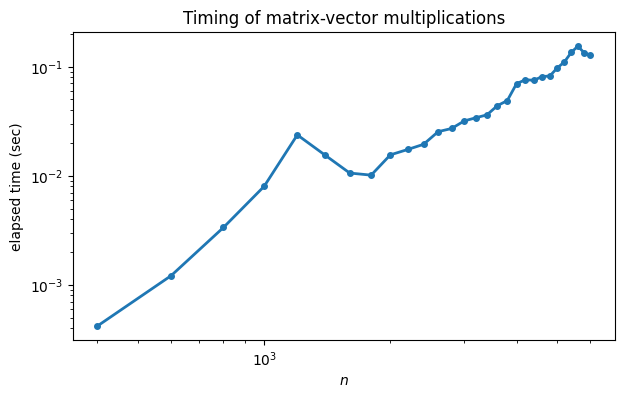 Timing of matrix-vector multiplications
elapsed time (sec)
10⁻¹
10⁻²
10⁻³
10³
n